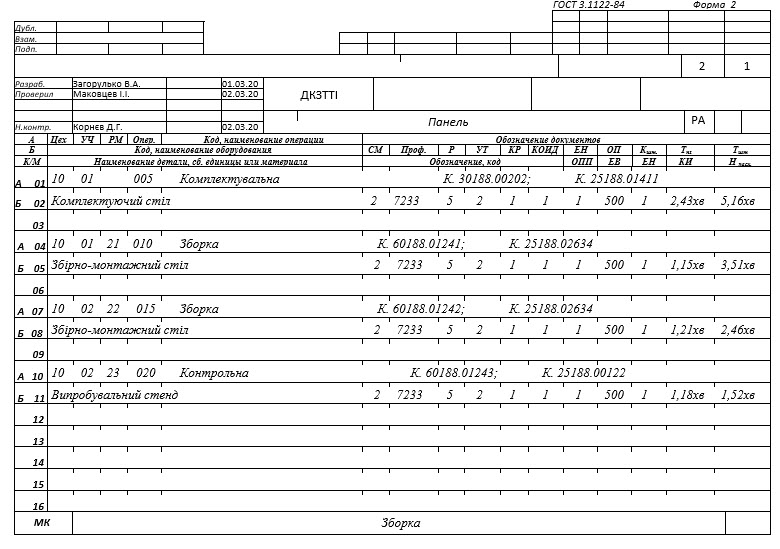 ГОСТ 3.1122-84 Форма 2
Дубл.
Взам.
Подп.
2 1
Разраб. Загорулько В.А. 01.03.20
Проверил Маковцев І.І. 02.03.20
ДКЗТТІ
Панель РА
Н.контр. Корнєв Д.Г. 02.03.20
А Цех УЧ РМ Опер. Код, наименование операции Обозначение документов
Б Код, наименование оборудования СМ Проф. Р УТ КР КОИД ЕН ОП К шт. Т пз Т шт
К/М Наименование детали, сб. единицы или материала Обозначение, код ОПП ЕВ ЕН КИ Н расх.
А 01 10 01 005 Комплектувальна К. 30188.00202; К. 25188.01411
Б 02 Комплектуючий стіл 2 7233 5 2 1 1 1 500 1 2,43хв 5,16хв
03
А 04 10 01 21 010 Зборка К. 60188.01241; К. 25188.02634
Б 05 Збірно-монтажний стіл 2 7233 5 2 1 1 1 500 1 1,15хв 3,51хв
06
А 07 10 02 22 015 Зборка К. 60188.01242; К. 25188.02634
Б 08 Збірно-монтажний стіл 2 7233 5 2 1 1 1 500 1 1,21хв 2,46хв
09
А 10 10 02 23 020 Контрольна К. 60188.01243; К. 25188.00122
Б 11 Випробувальний стенд 2 7233 5 2 1 1 1 500 1 1,18хв 1,52хв
12
13
14
15
16
МК Зборка